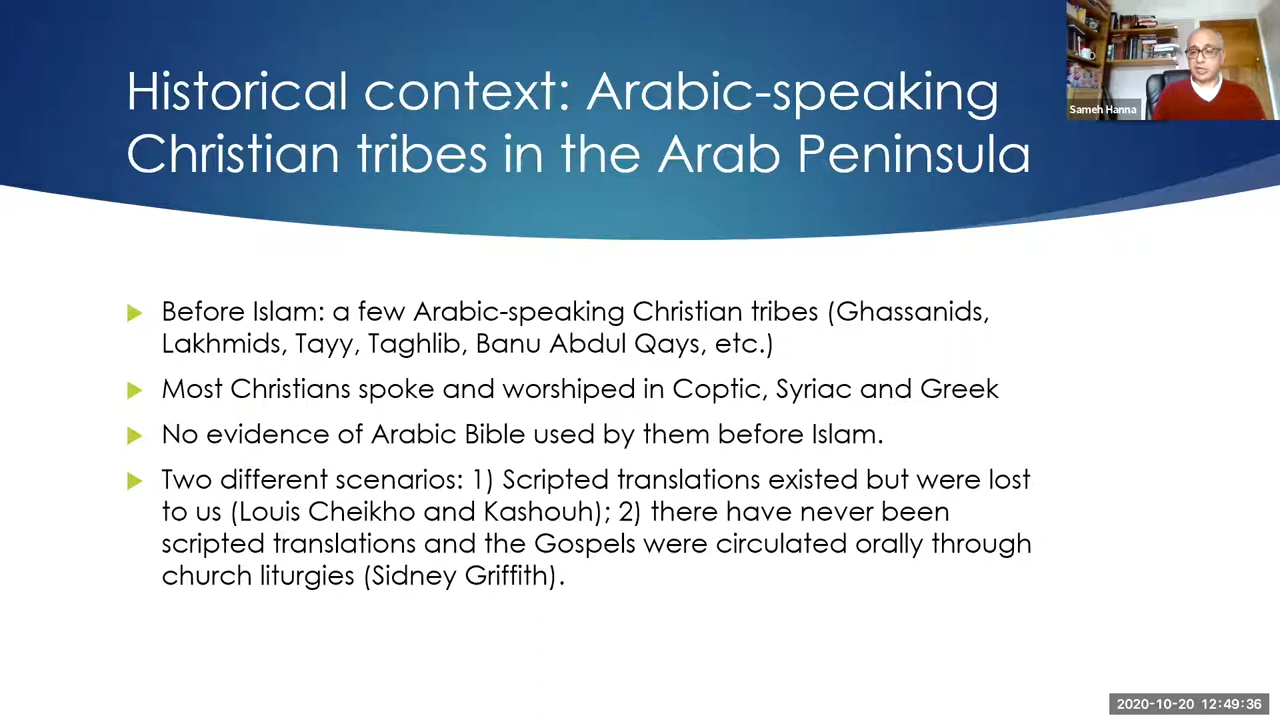 Historical context: Arabic-speaking
Christian tribes in the Arab Peninsula
Sameh Hanna
Before Islam: a few Arabic-speaking Christian tribes (Ghassanids,
Lakhmids, Tayy, Taghlib, Banu Abdul Qays, etc.)
Most Christians spoke and worshiped in Coptic, Syriac and Greek
No evidence of Arabic Bible used by them before Islam.
Two different scenarios: 1) Scripted translations existed but were lost
to us (Louis Cheikho and Kashouh); 2) there have never been
scripted translations and the Gospels were circulated orally through
church liturgies (Sidney Griffith).
2020-10-20 12:49:36